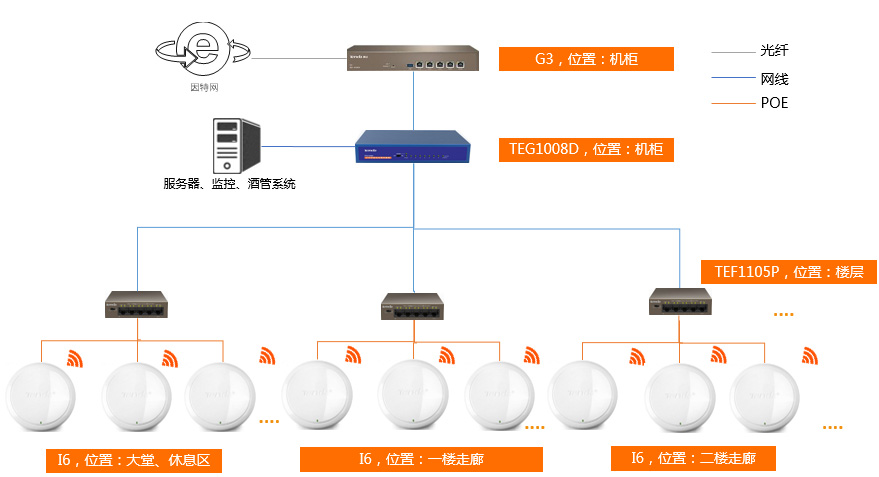 G3，位置：机柜
光纤
网线
POE
因特网
TEG1008D，位置：机柜
服务器、监控、酒管系统
TEF1105P，位置：楼层
....
....
....
....
I6，位置：大堂、休息区
I6，位置：一楼走廊
I6，位置：二楼走廊